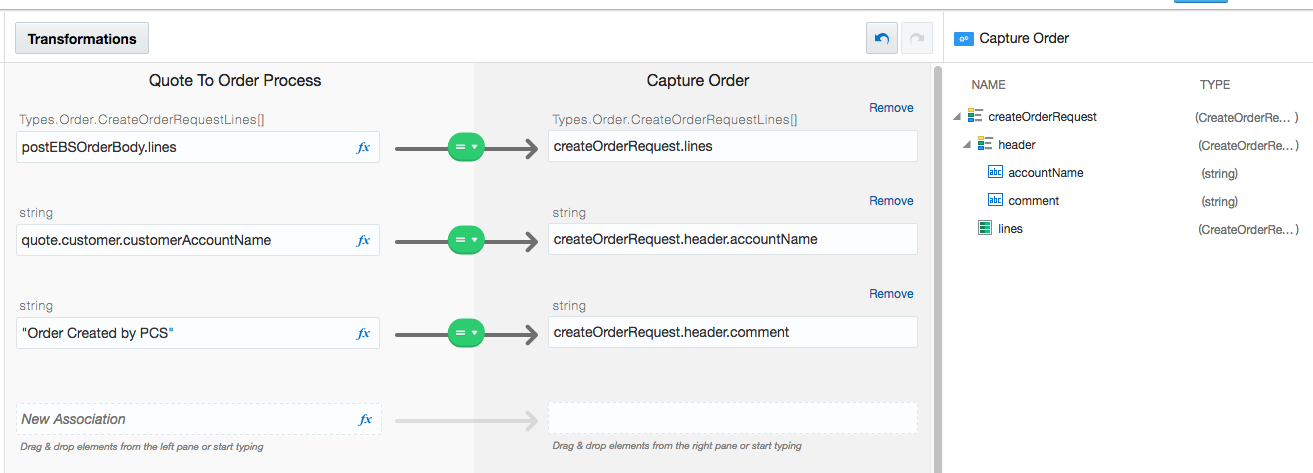 Transformations
Capture Order
Quote To Order Process
Capture Order
NAME
TYPE
Remove
Types.Order.CreateOrderRequestLines[]
Types.Order.CreateOrderRequestLines[]
postEBSOrderBody.lines
fx
=
createOrderRequest.lines
createOrderRequest
(CreateOrderRe... )
header
(CreateOrderRe... )
abc
accountName
(string)
abc
comment
(string)
lines
(CreateOrderRe... )
Remove
string
string
quote.customer.customerAccountName
fx
=
createOrderRequest.header.accountName
Remove
string
string
"Order Created by PCS"
fx
=
createOrderRequest.header.comment
New Association
fx
Drag & drop elements from the left pane or start typing
Drag & drop elements from the right pane or start typing